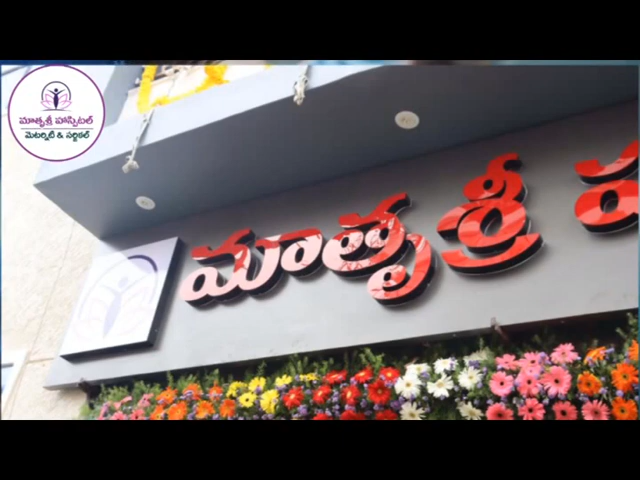 మాతృశ్రీ హాస్పిటల్
మెటర్నిటీ & సర్జికల్
మాతృశ్రీ